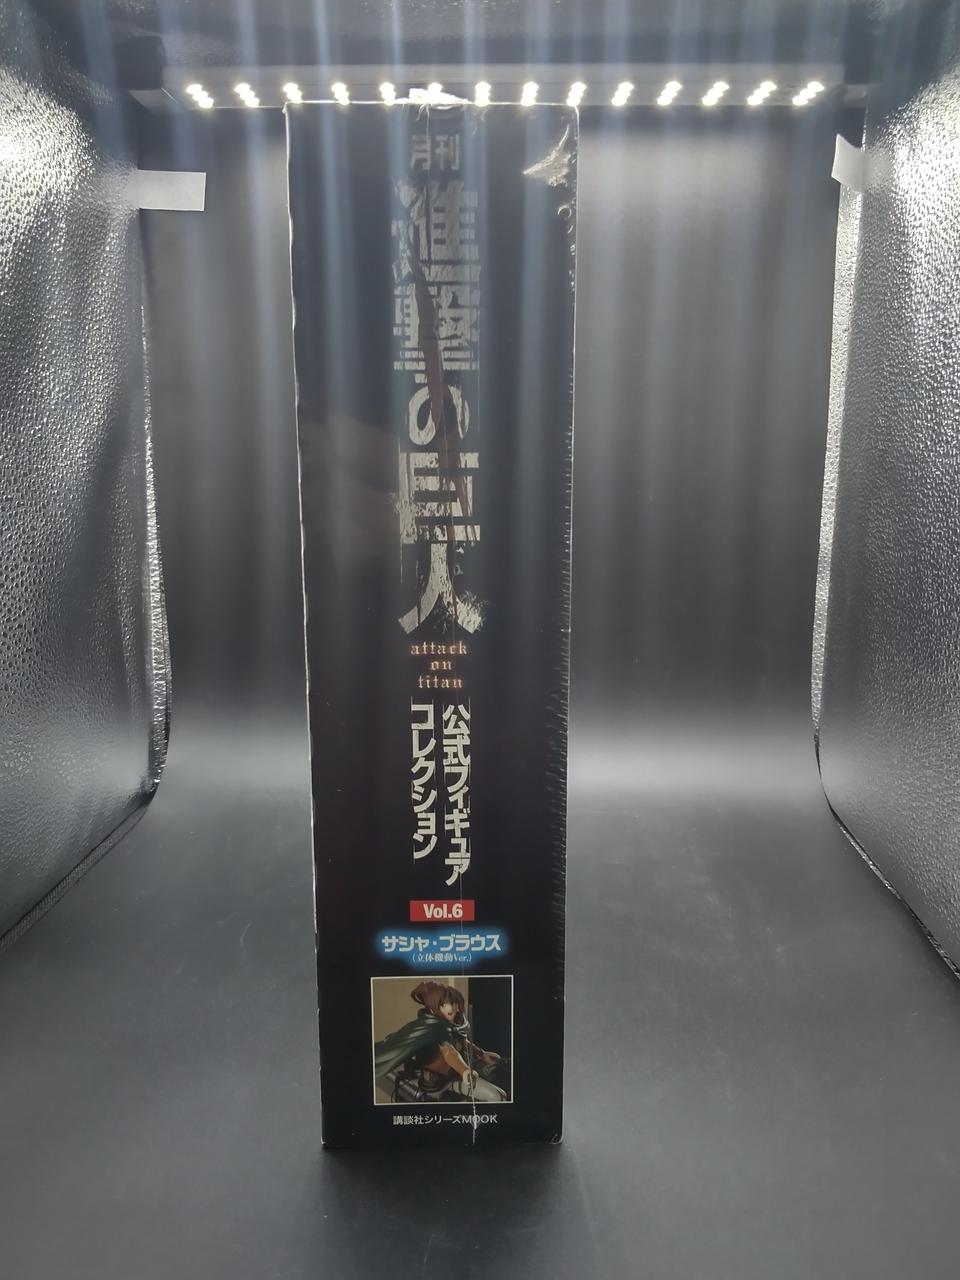 月刊
進撃の巨人
attack
on
titan
公式フィギュア
コレクション
Vol.6
サシャ・ブラウス
(立体機動Ver.)
講談社シリーズMOOK